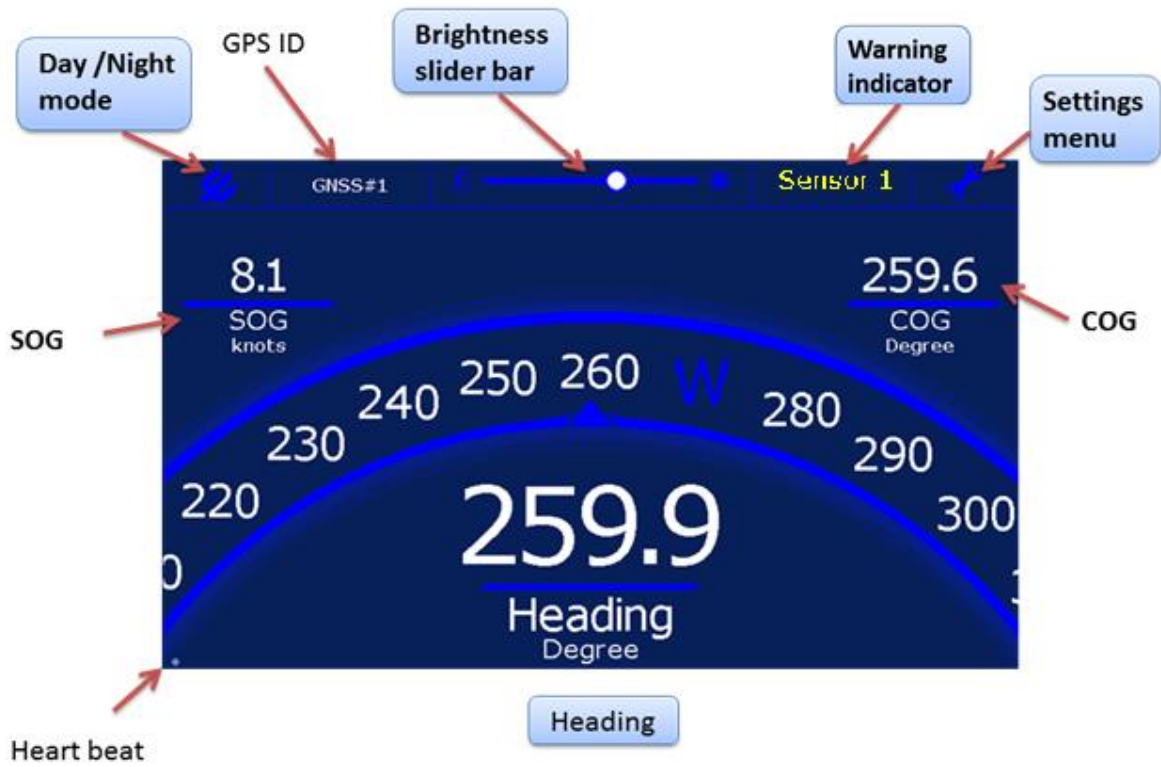 GPS ID
Brightness
slider bar
Day /Night
mode
Warning
indicator
Settings
menu
GNSS#1
Sensor 1
8.1
SOG
knots
259.6
COG
Degree
SOG
COG
220
230
240
250
260
W
280
290
300
0
259.9
Heading
Degree
Heading
Heart beat